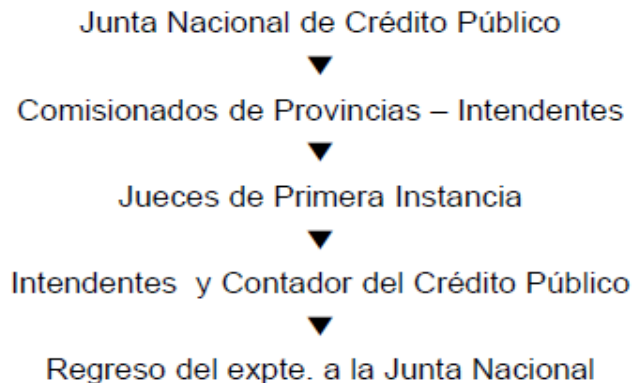 Junta Nacional de Crédito Público
Comisionados de Provincias – Intendentes
Jueces de Primera Instancia
Intendentes y Contador del Crédito Público
Regreso del expte. a la Junta Nacional